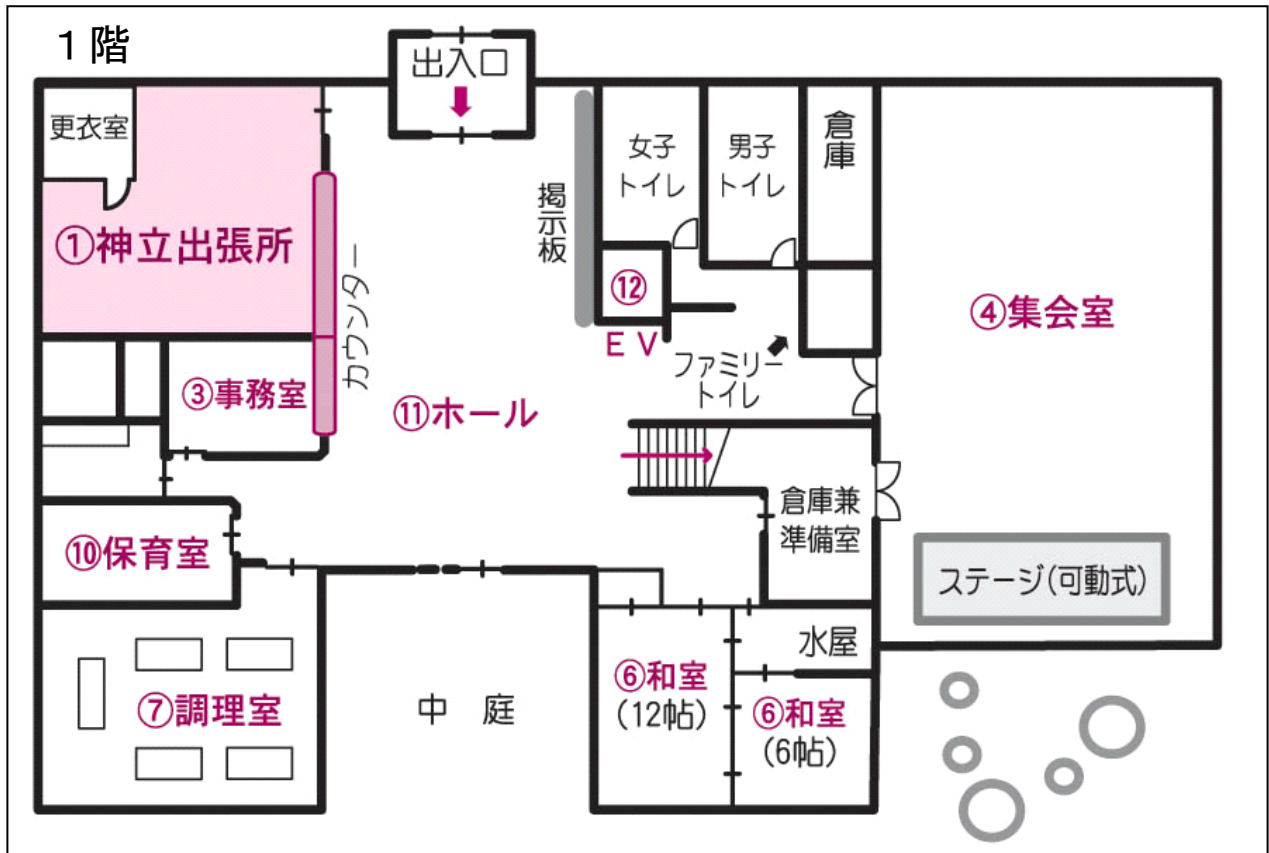 １階
出入口
更衣室
女子
トイレ
男子
トイレ
倉庫
掲示板
①神立出張所
カウンター
⑫
ＥＶ
④集会室
ファミリー
トイレ
③事務室
⑪ホール
倉庫兼
準備室
⑩保育室
ステージ(可動式)
水屋
⑥和室
(12帖)
⑥和室
(6帖)
⑦調理室
中庭